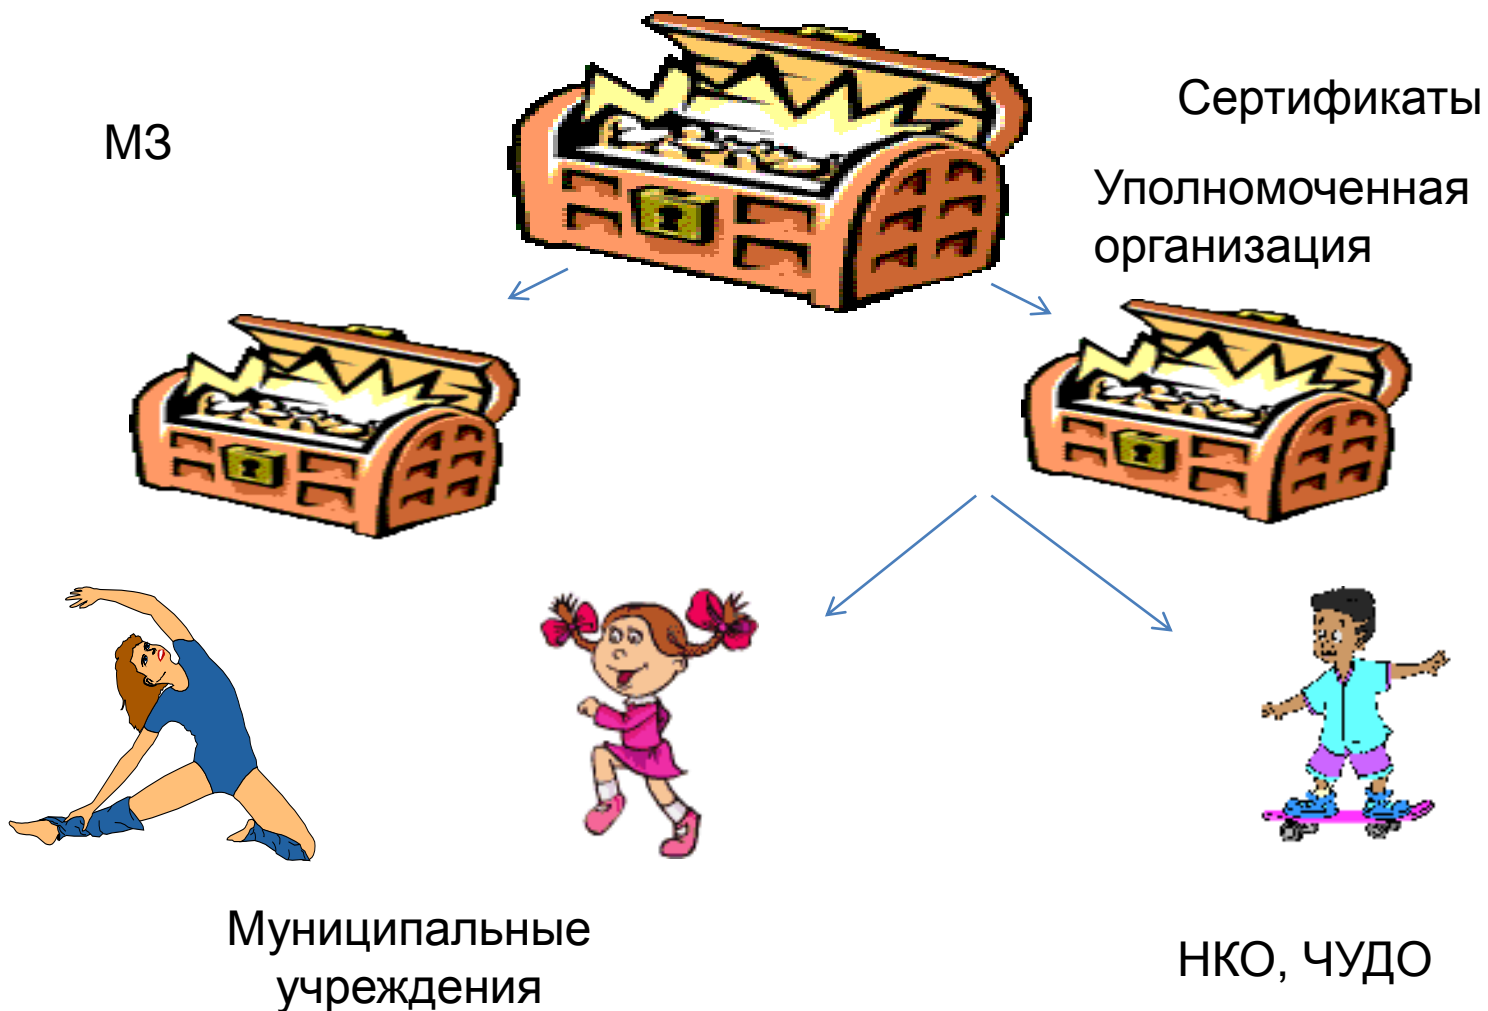 МЗ
Сертификаты
Уполномоченная
организация
Муниципальные
учреждения
НКО, ЧУДО